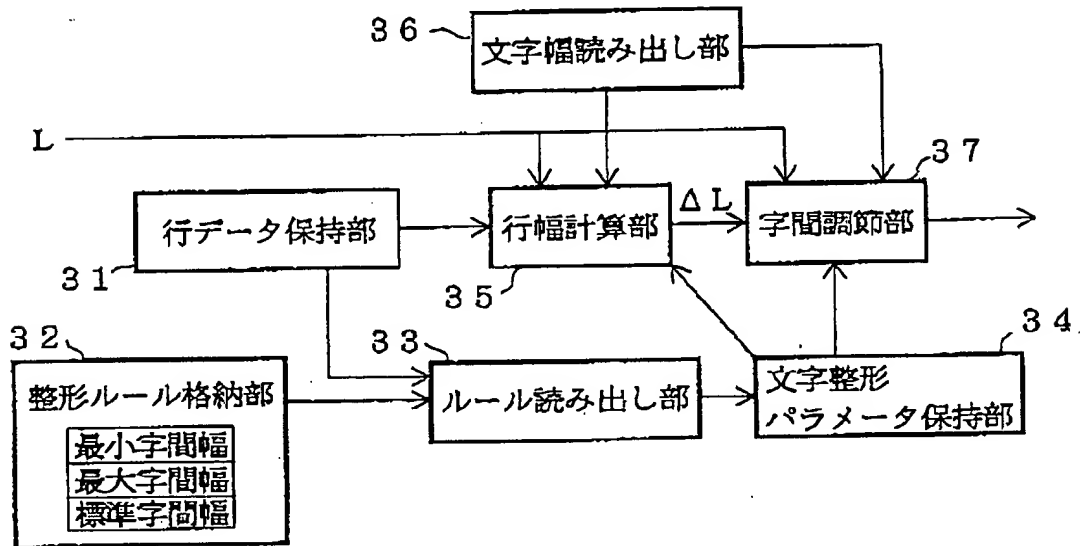 ３６
文字幅読み出し部
L
３７
行データ保持部
行幅計算部
ΔL
字間調節部
３１
３５
３２
３３
３４
整形ルール格納部
最小字間幅
最大字間幅
標準字間幅
ルール読み出し部
文字整形
パラメータ保持部